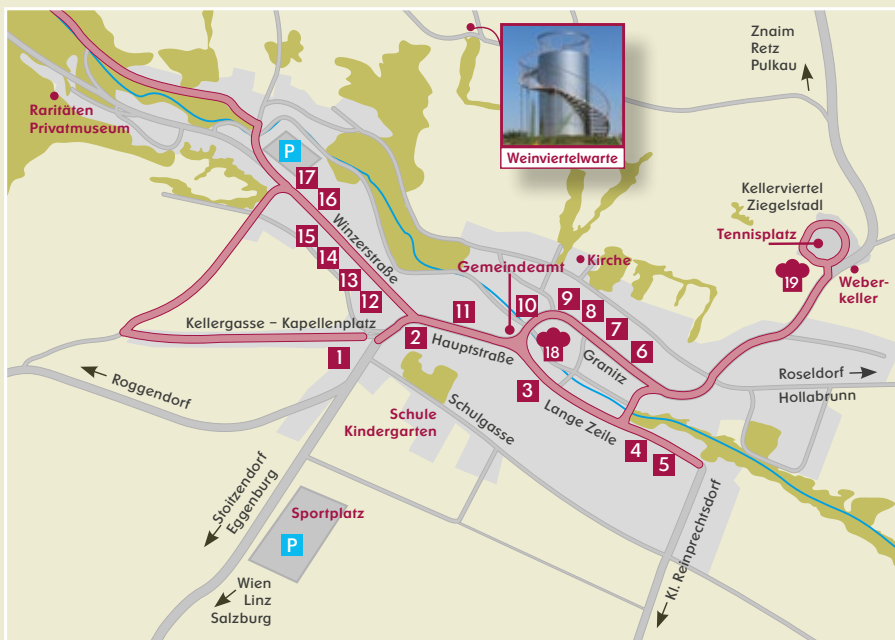 Znaim
Retz
Pulkau
Raritäten
Privatmuseum
P
Weinviertelwarte
17
16
Kellerviertel
Ziegelstadl
Tennisplatz
15
Winzerstraße
14
13
12
Gemeindeamt
Kirche
19
Weber-
keller
11
10
9
8
7
6
Kellergasse – Kapellenplatz
1
2
Hauptstraße
18
Granitz
3
Roggendorf
Roseldorf
Hollabrunn
Schule
Kindergarten
Schulgasse
Lange Zeile
4
5
Stoitzendorf
Eggenburg
Sportplatz
P
Kl. Reinprechtsdorf
Wien
Linz
Salzburg